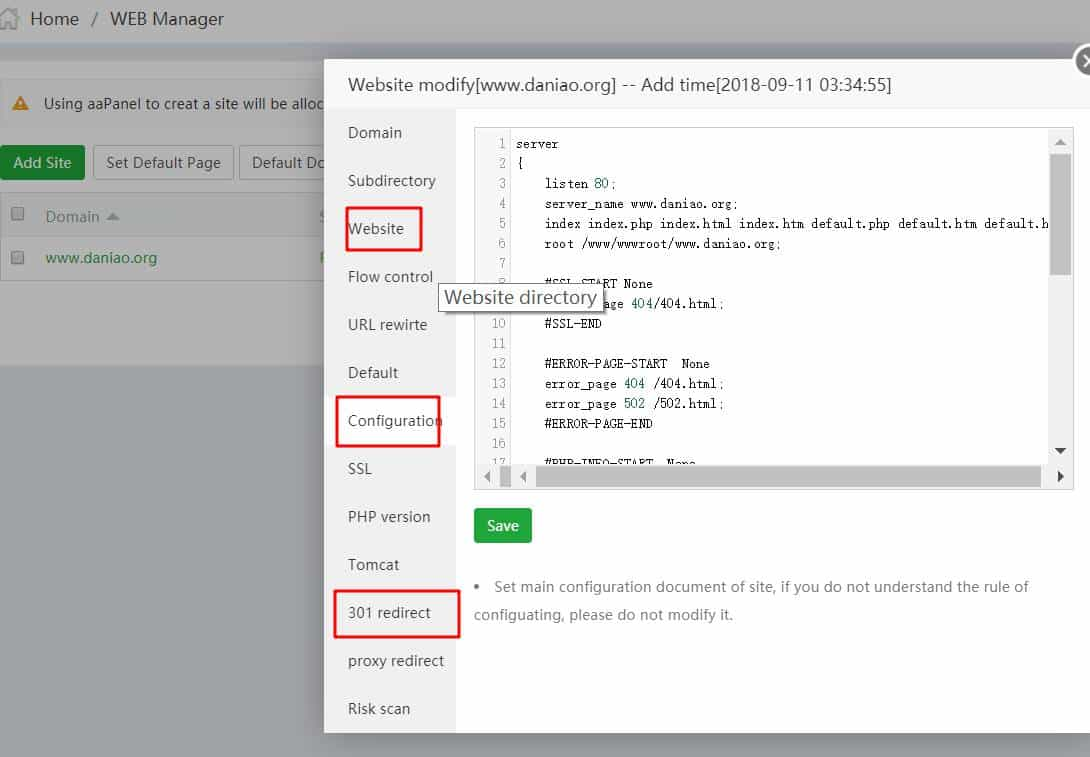 Home / WEB Manager
Website modify[www.daniao.org] -- Add time[2018-09-11 03:34:55]
Using aaPanel to creat a site will be alloc
Add Site
Set Default Page
Default Do
Domain
www.daniao.org
Domain
Subdirectory
Website
Flow control
URL rewirte
Default
Configuration
SSL
PHP version
Tomcat
301 redirect
proxy redirect
Risk scan
Website directory
1 server
2 {
3 listen 80;
4 server_name www.daniao.org;
5 index index.php index.html index.htm default.php default.htm default.h
6 root /www/wwwroot/www.daniao.org;
7
8 #SSL-START None
age 404/404.html;
10 #SSL-END
11
12 #ERROR-PAGE-START None
13 error_page 404 /404.html;
14 error_page 502 /502.html;
15 #ERROR-PAGE-END
16
17 #PHP-INFO-START None
Save
• Set main configuration document of site, if you do not understand the rule of
configuating, please do not modify it.